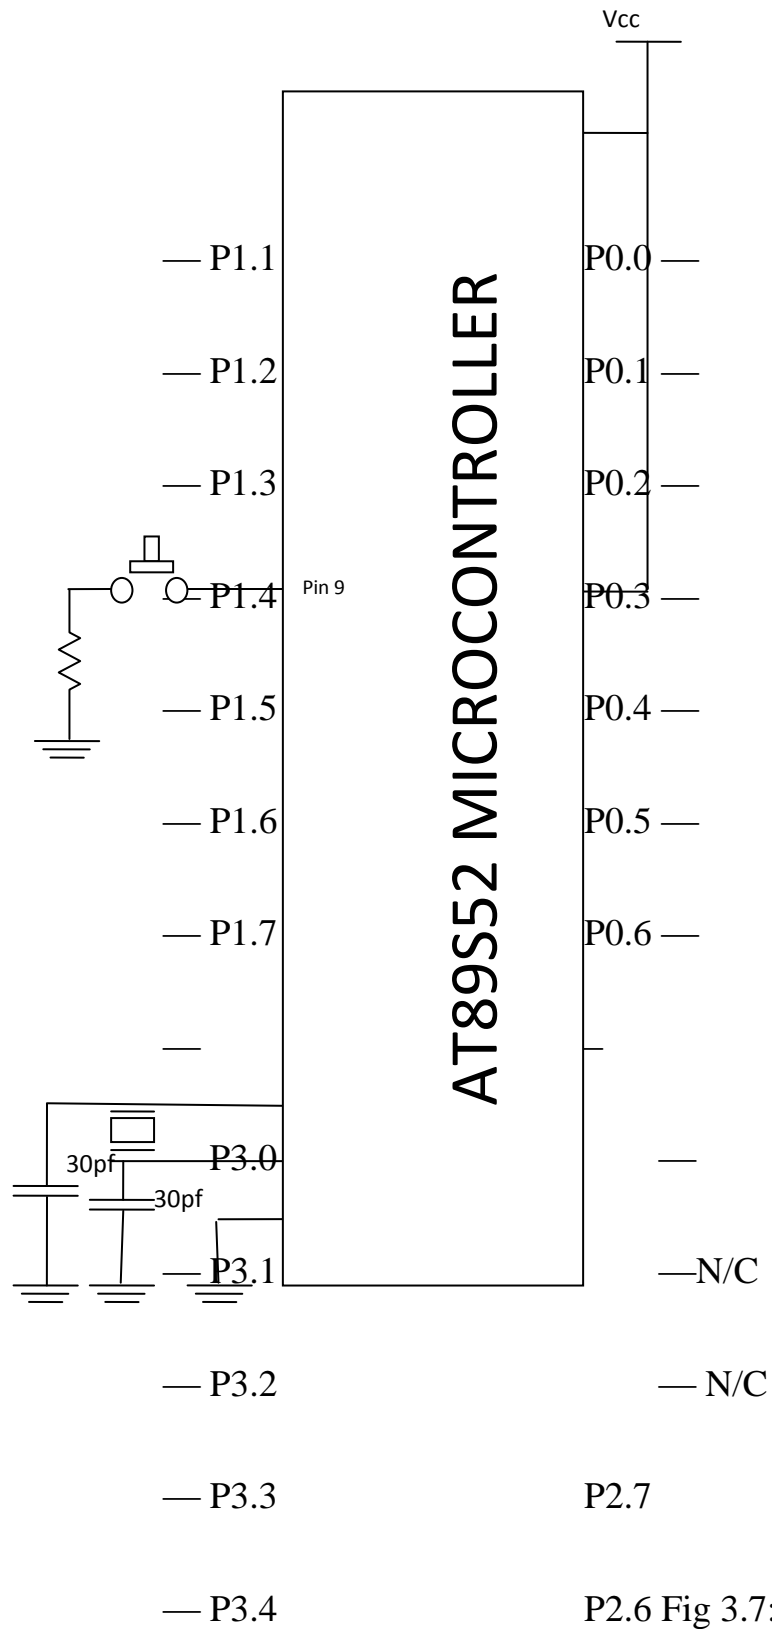 Vcc
AT89S52 MICROCONTROLLER
— P1.1 P0.0 —
— P1.2 P0.1 —
— P1.3 P0.2 —
— P1.4 Pin 9 P0.3 —
— P1.5 P0.4 —
— P1.6 P0.5 —
— P1.7 P0.6 —
— –
30pf P3.0 —
30pf
— P3.1 —N/C
— P3.2 — N/C
— P3.3 P2.7
— P3.4 P2.6 Fig 3.7: